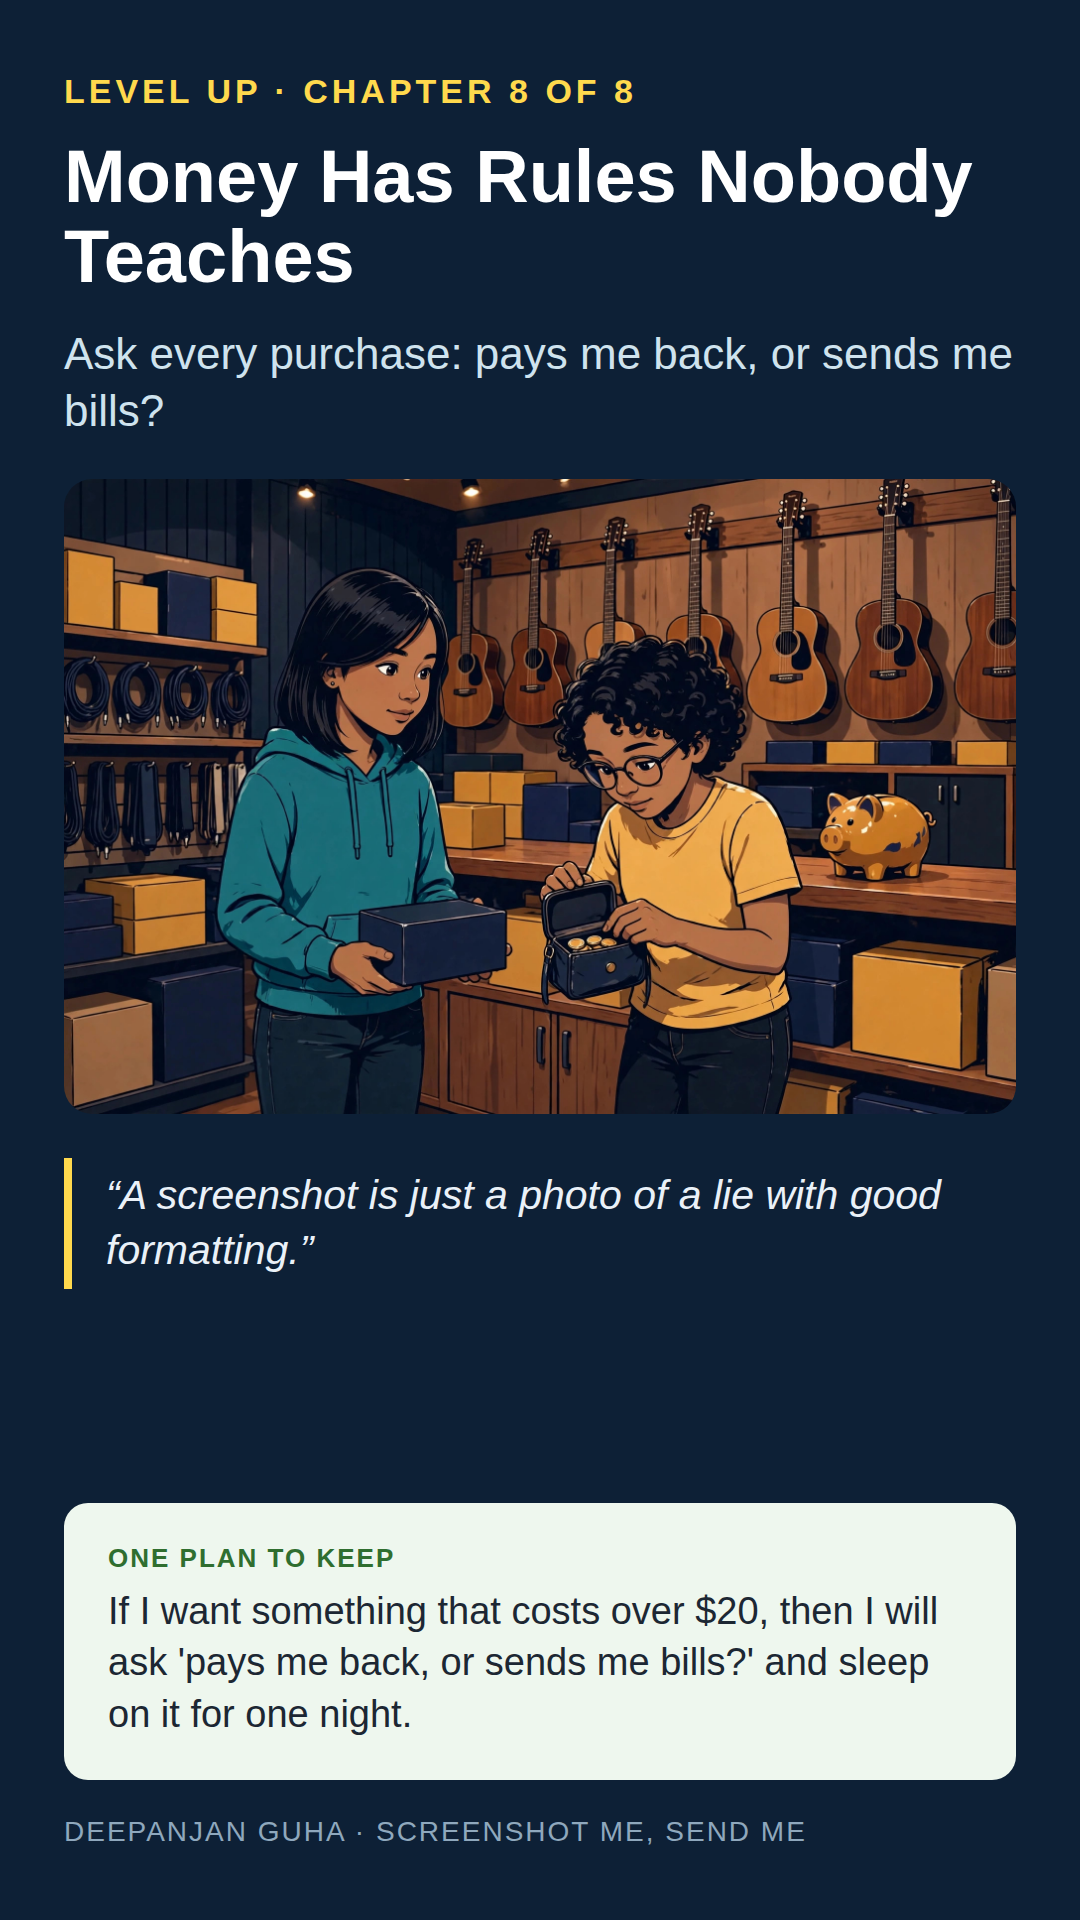 LEVEL UP · CHAPTER 8 OF 8
Money Has Rules Nobody
Teaches
Ask every purchase: pays me back, or sends me
bills?
“A screenshot is just a photo of a lie with good
formatting.”
ONE PLAN TO KEEP
If I want something that costs over $20, then I will
ask 'pays me back, or sends me bills?' and sleep
on it for one night.
DEEPANJAN GUHA · SCREENSHOT ME, SEND ME